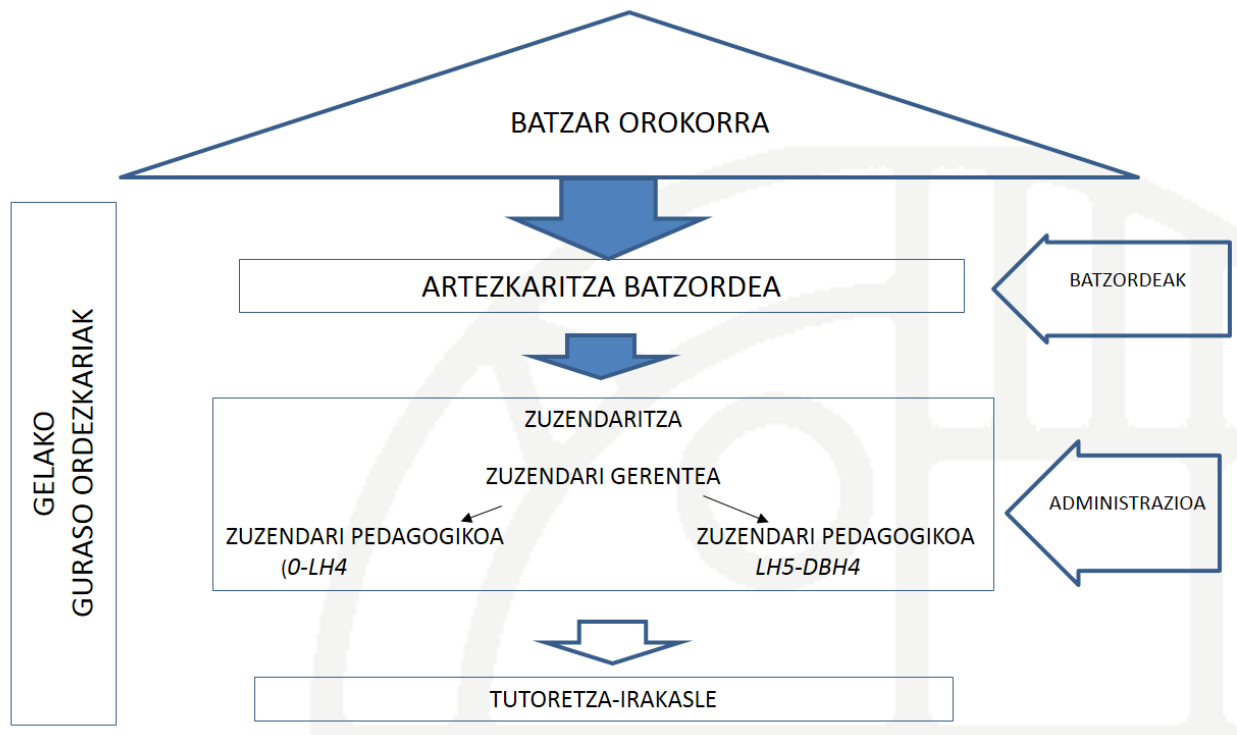 BATZAR OROKORRA
GELAKO
GURASO ORDEZKARIAK
ARTEZKARITZA BATZORDEA
BATZORDEAK
ZUZENDARITZA
ZUZENDARI GERENTEA
ZUZENDARI PEDAGOGIKOA
(0-LH4
ZUZENDARI PEDAGOGIKOA
LH5-DBH4
ADMINISTRAZIOA
TUTORETZA-IRAKASLE